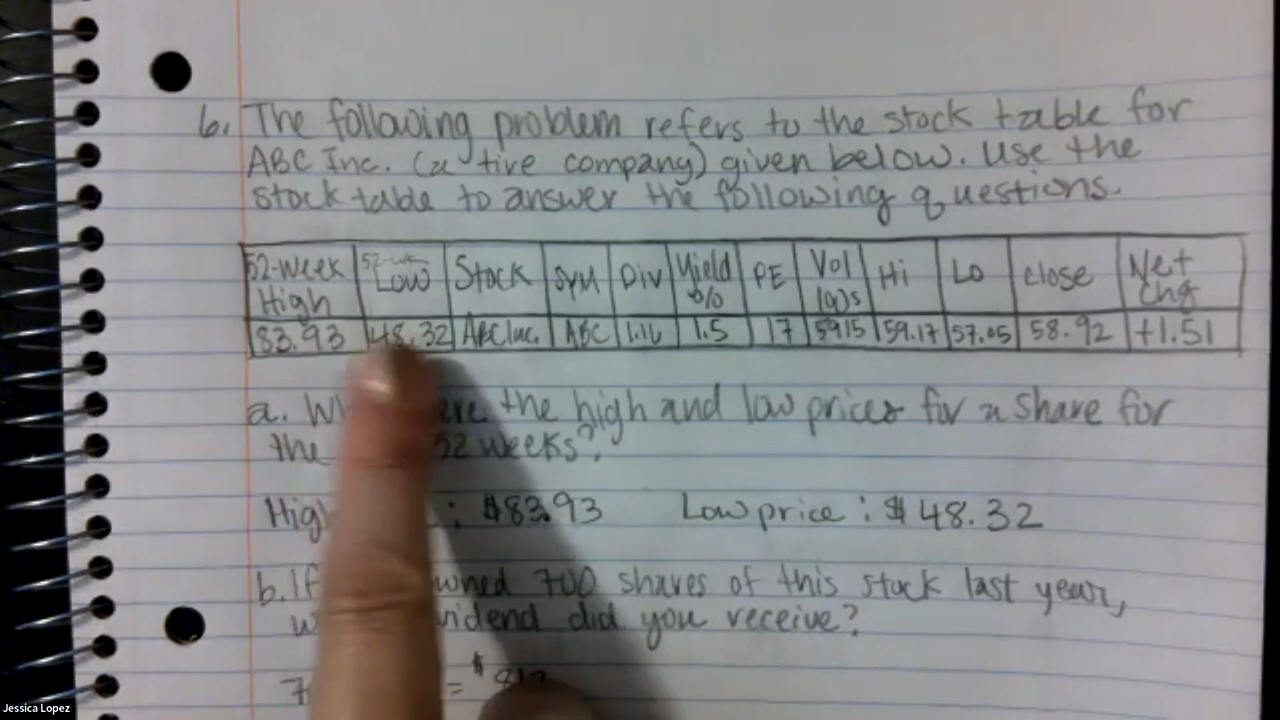 6. The following problem refers to the stock table for
ABC Inc. (a tive company) given below. Use the
stock table to answer the following questions.
52-Week High 52-wk Low Stock SYM Div Yield % PE Vol 100s Hi Lo close Net Chg
83.93 48.32 ABC Inc. ABC 1.16 1.5 17 5915 59.17 57.05 58.92 +1.51
a. the high and low prices for a share for
the 52 weeks?
: $83.93 Low price : $48.32
b. If 700 shares of this stock last year,
did you receive?
7 = $812
Jessica Lopez